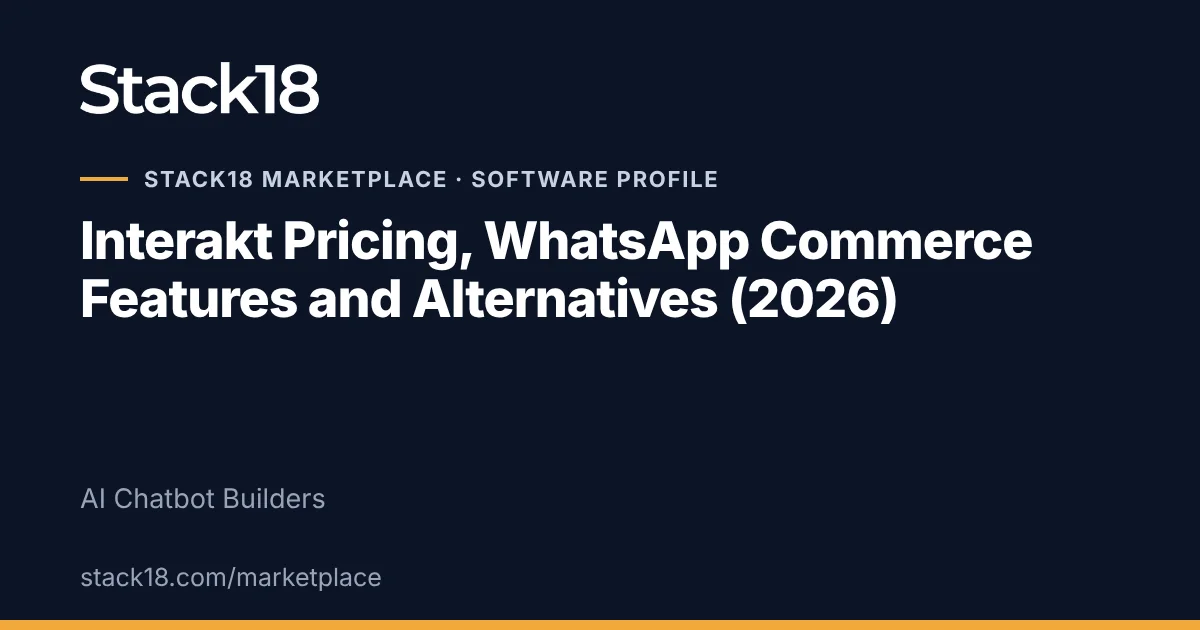 Stack18
STACK18 MARKETPLACE · SOFTWARE PROFILE
Interakt Pricing, WhatsApp Commerce
Features and Alternatives (2026)
AI Chatbot Builders
stack18.com/marketplace